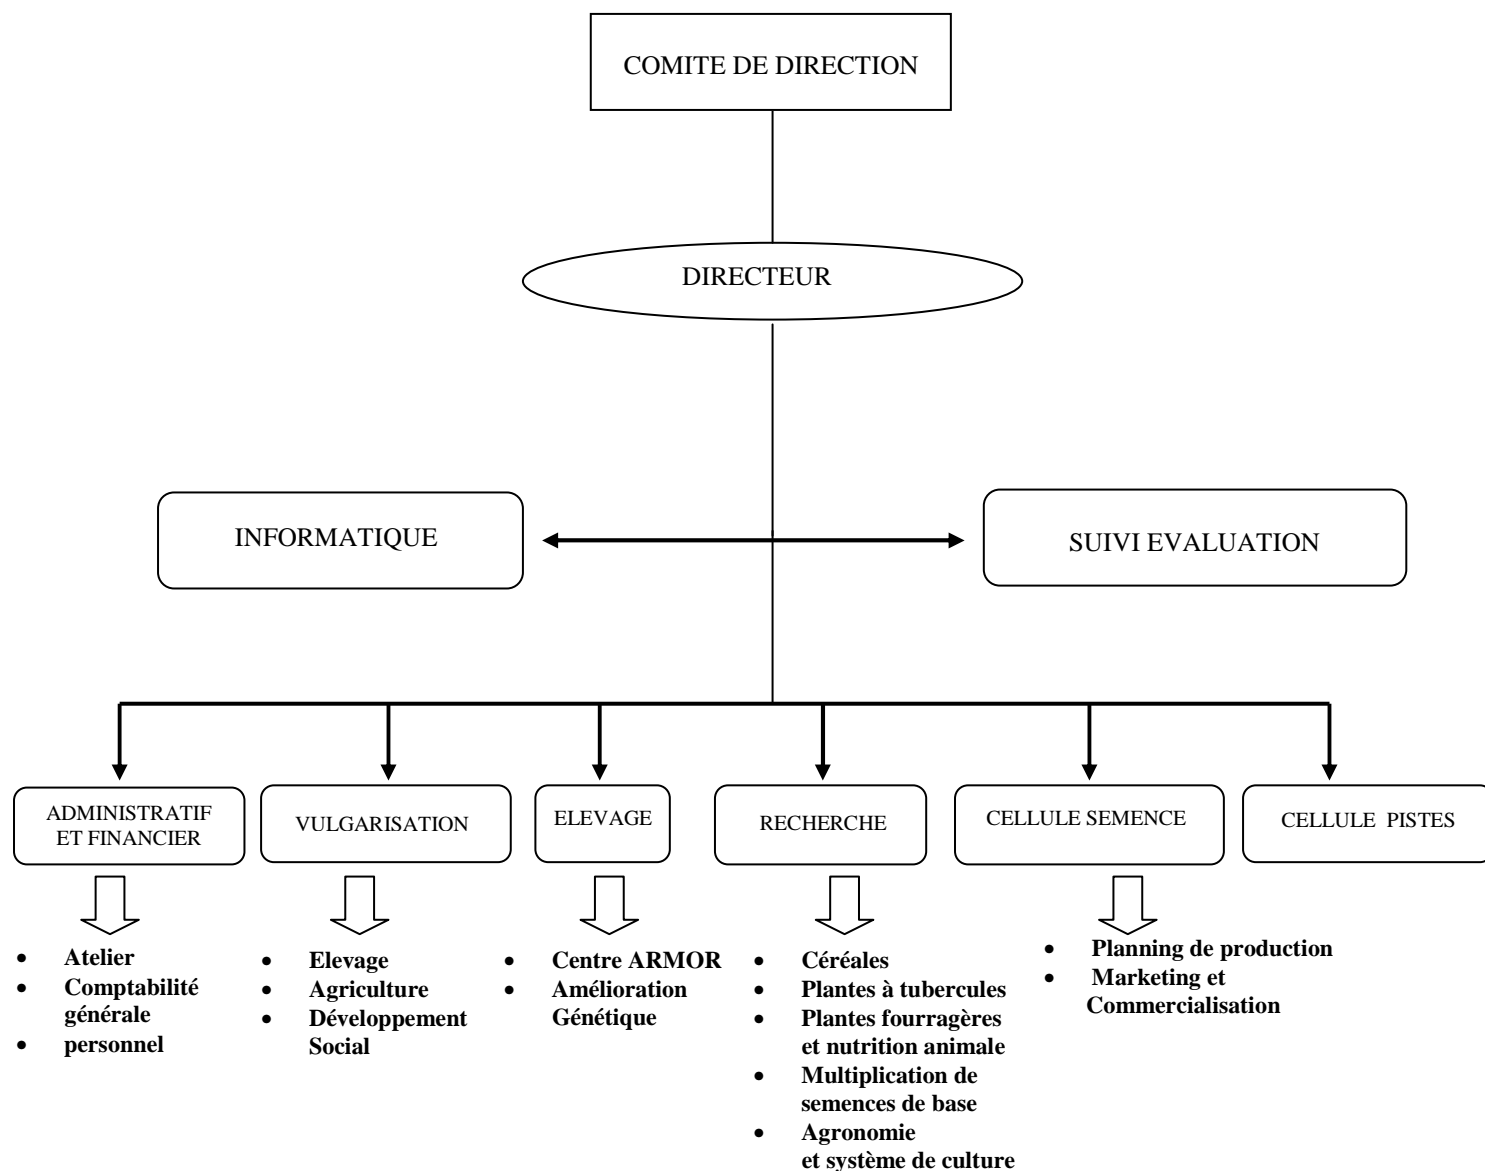 COMITE DE DIRECTION
DIRECTEUR
INFORMATIQUE
SUIVI EVALUATION
ADMINISTRATIF
ET FINANCIER
VULGARISATION
ELEVAGE
RECHERCHE
CELLULE SEMENCE
CELLULE PISTES
• Atelier
• Comptabilité
générale
• personnel
• Elevage
• Agriculture
• Développement
Social
• Centre ARMOR
• Amélioration
Génétique
• Céréales
• Plantes à tubercules
• Plantes fourragères
et nutrition animale
• Multiplication de
semences de base
• Agronomie
et système de culture
• Planning de production
• Marketing et
Commercialisation